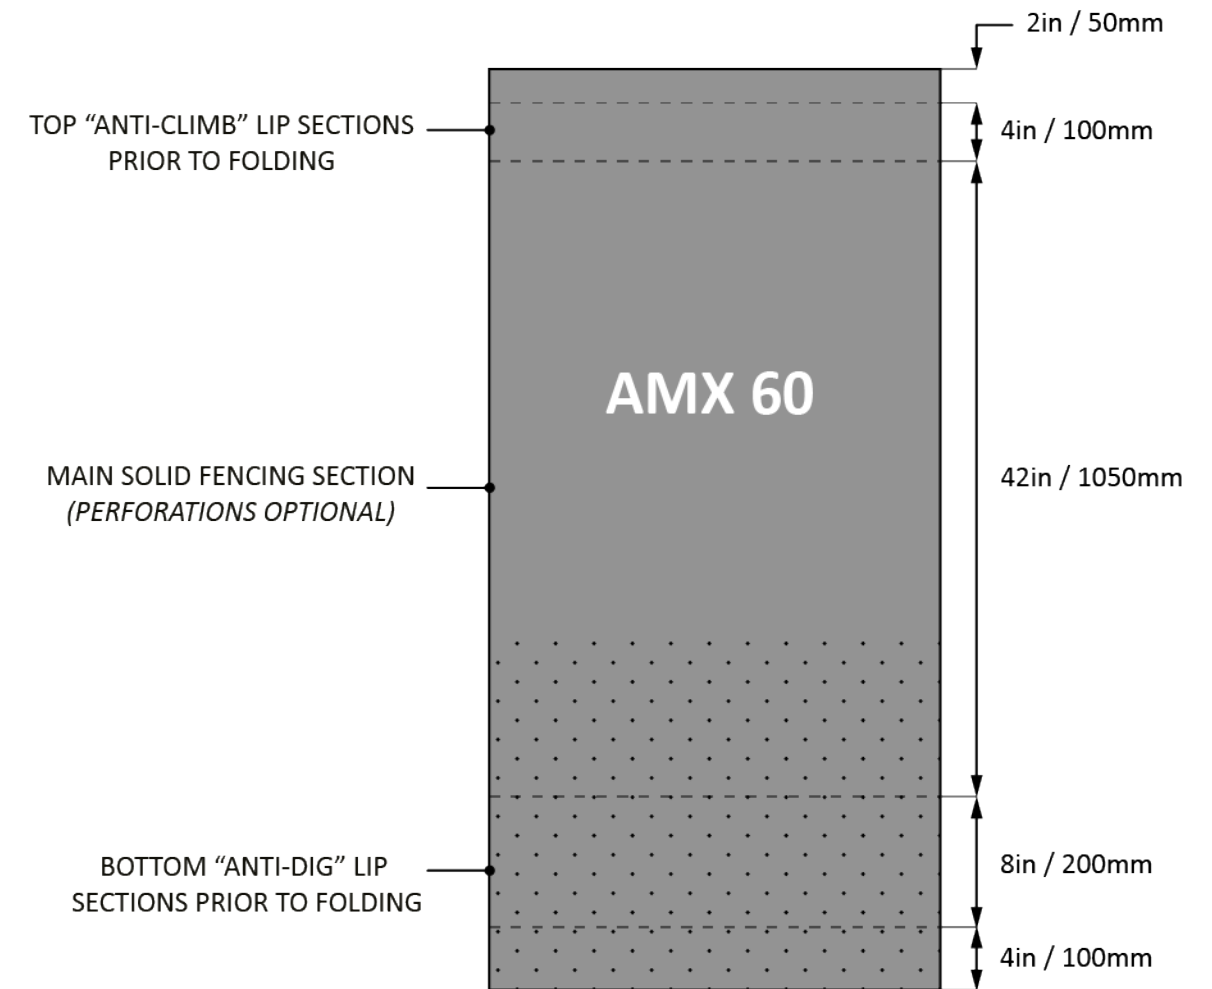 2in / 50mm
TOP “ANTI-CLIMB” LIP SECTIONS
PRIOR TO FOLDING
4in / 100mm
AMX 60
MAIN SOLID FENCING SECTION
(PERFORATIONS OPTIONAL)
42in / 1050mm
BOTTOM “ANTI-DIG” LIP
SECTIONS PRIOR TO FOLDING
8in / 200mm
4in / 100mm